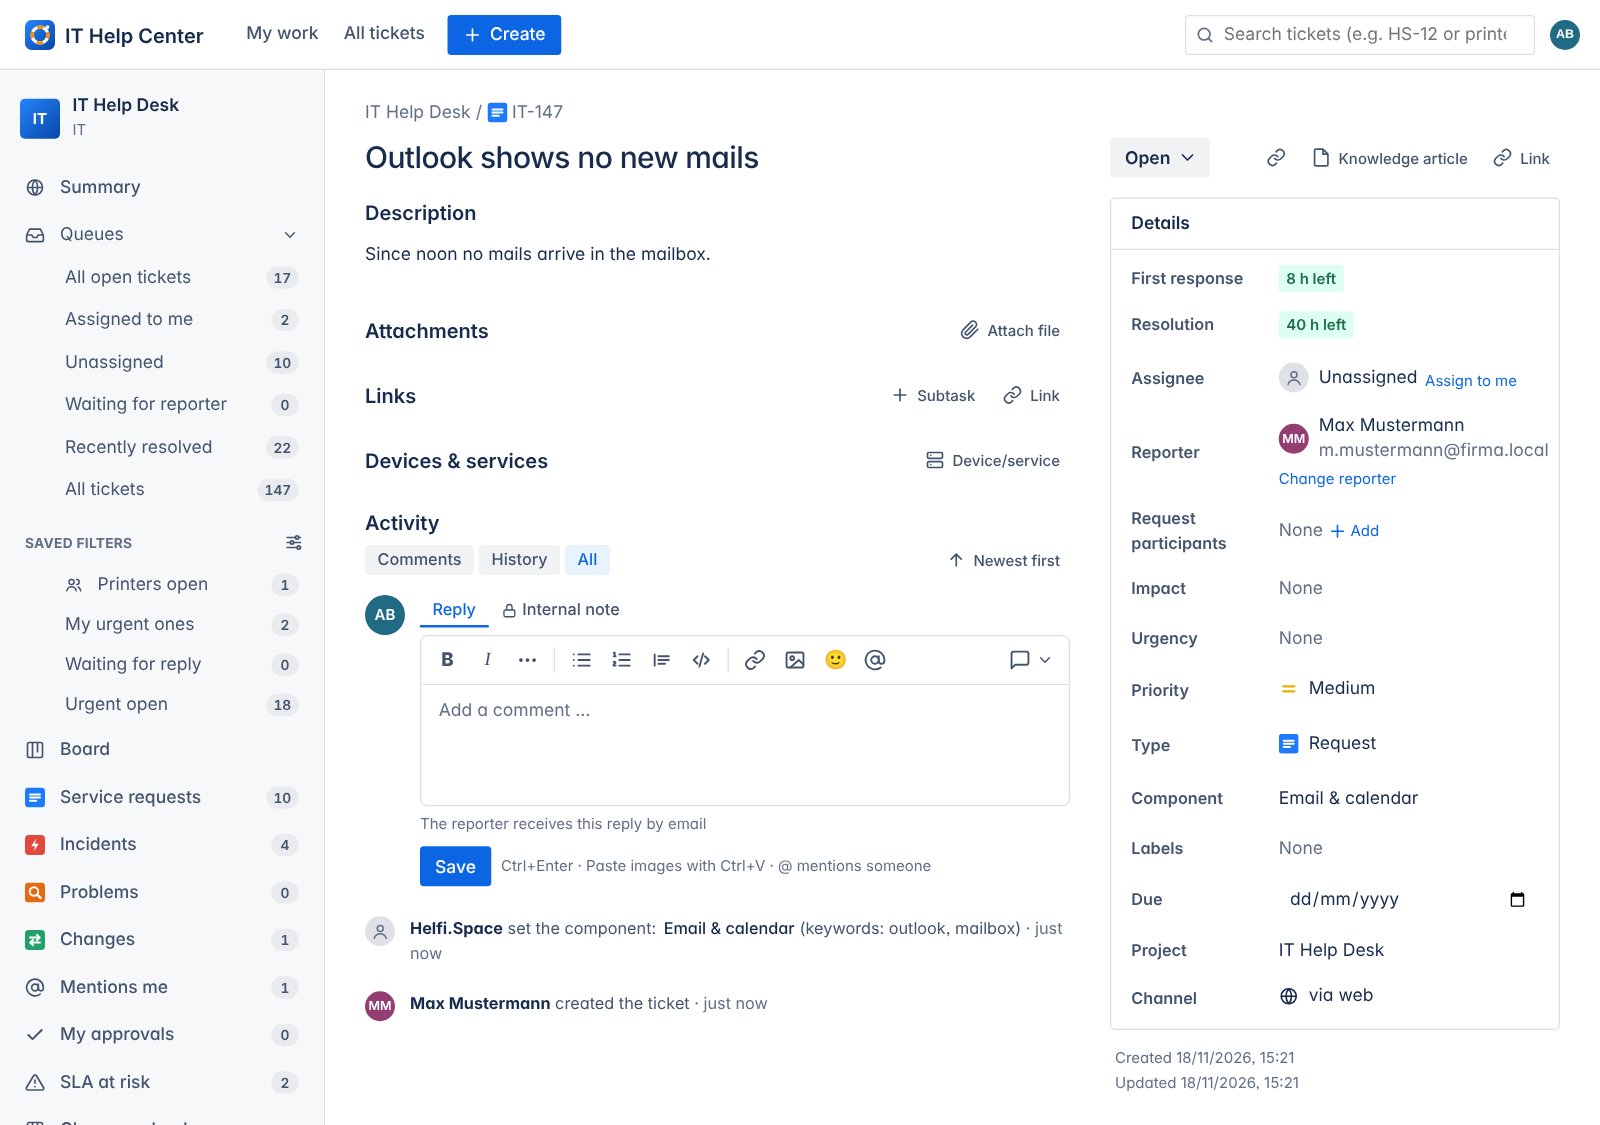 IT Help Center
My work
All tickets
Create
Search tickets (e.g. HS-12 or printe
AB
IT
IT Help Desk
IT
Summary
Queues
All open tickets 17
Assigned to me 2
Unassigned 10
Waiting for reporter 0
Recently resolved 22
All tickets 147
SAVED FILTERS
Printers open 1
My urgent ones 2
Waiting for reply 0
Urgent open 18
Board
Service requests 10
Incidents 4
Problems 0
Changes 1
Mentions me 1
My approvals 0
SLA at risk 2
IT Help Desk / IT-147
Outlook shows no new mails
Description
Since noon no mails arrive in the mailbox.
Attachments
Attach file
Links
Subtask
Link
Devices & services
Device/service
Activity
Comments
History
All
Newest first
AB
Reply
Internal note
B I
Add a comment ...
The reporter receives this reply by email
Save
Ctrl+Enter · Paste images with Ctrl+V · @ mentions someone
Helfi.Space set the component: Email & calendar (keywords: outlook, mailbox) · just
now
MM
Max Mustermann created the ticket · just now
Open
Knowledge article
Link
Details
First response 8 h left
Resolution 40 h left
Assignee Unassigned Assign to me
Reporter
MM
Max Mustermann
m.mustermann@firma.local
Change reporter
Request
participants
None
Add
Impact None
Urgency None
Priority Medium
Type Request
Component Email & calendar
Labels None
Due dd/mm/yyyy
Project IT Help Desk
Channel via web
Created 18/11/2026, 15:21
Updated 18/11/2026, 15:21